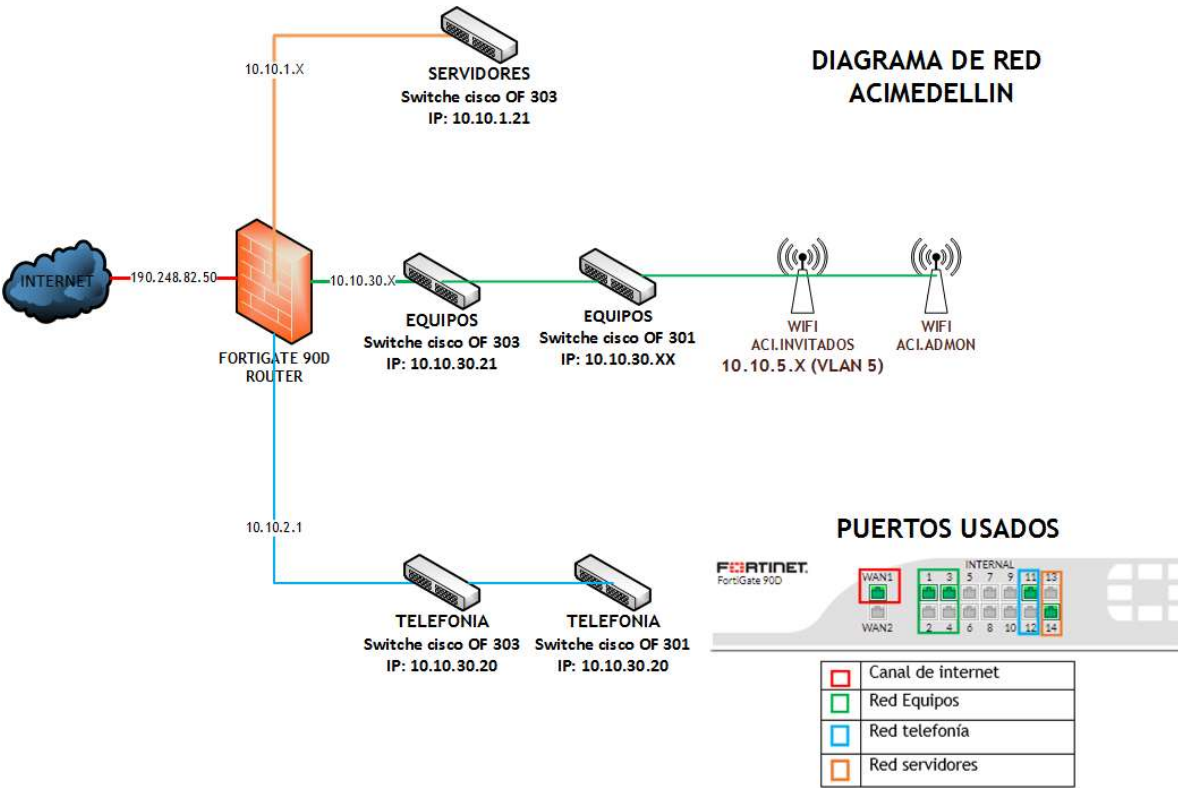 DIAGRAMA DE RED
ACIMEDELLIN
10.10.1.X
SERVIDORES
Switche cisco OF 303
IP: 10.10.1.21
INTERNET
190.248.82.50
FORTIGATE 90D
ROUTER
10.10.30.X
EQUIPOS
Switche cisco OF 303
IP: 10.10.30.21
EQUIPOS
Switche cisco OF 301
IP: 10.10.30.XX
WIFI
ACI.INVITADOS
10.10.5.X (VLAN 5)
WIFI
ACI.ADMON
10.10.2.1
TELEFONIA
Switche cisco OF 303
IP: 10.10.30.20
TELEFONIA
Switche cisco OF 301
IP: 10.10.30.20
PUERTOS USADOS
FORTINET.
FortiGate 90D
INTERNAL
WAN1 1 3 5 7 9 11 13
WAN2 2 4 6 8 10 12 14
Canal de internet
Red Equipos
Red telefonía
Red servidores